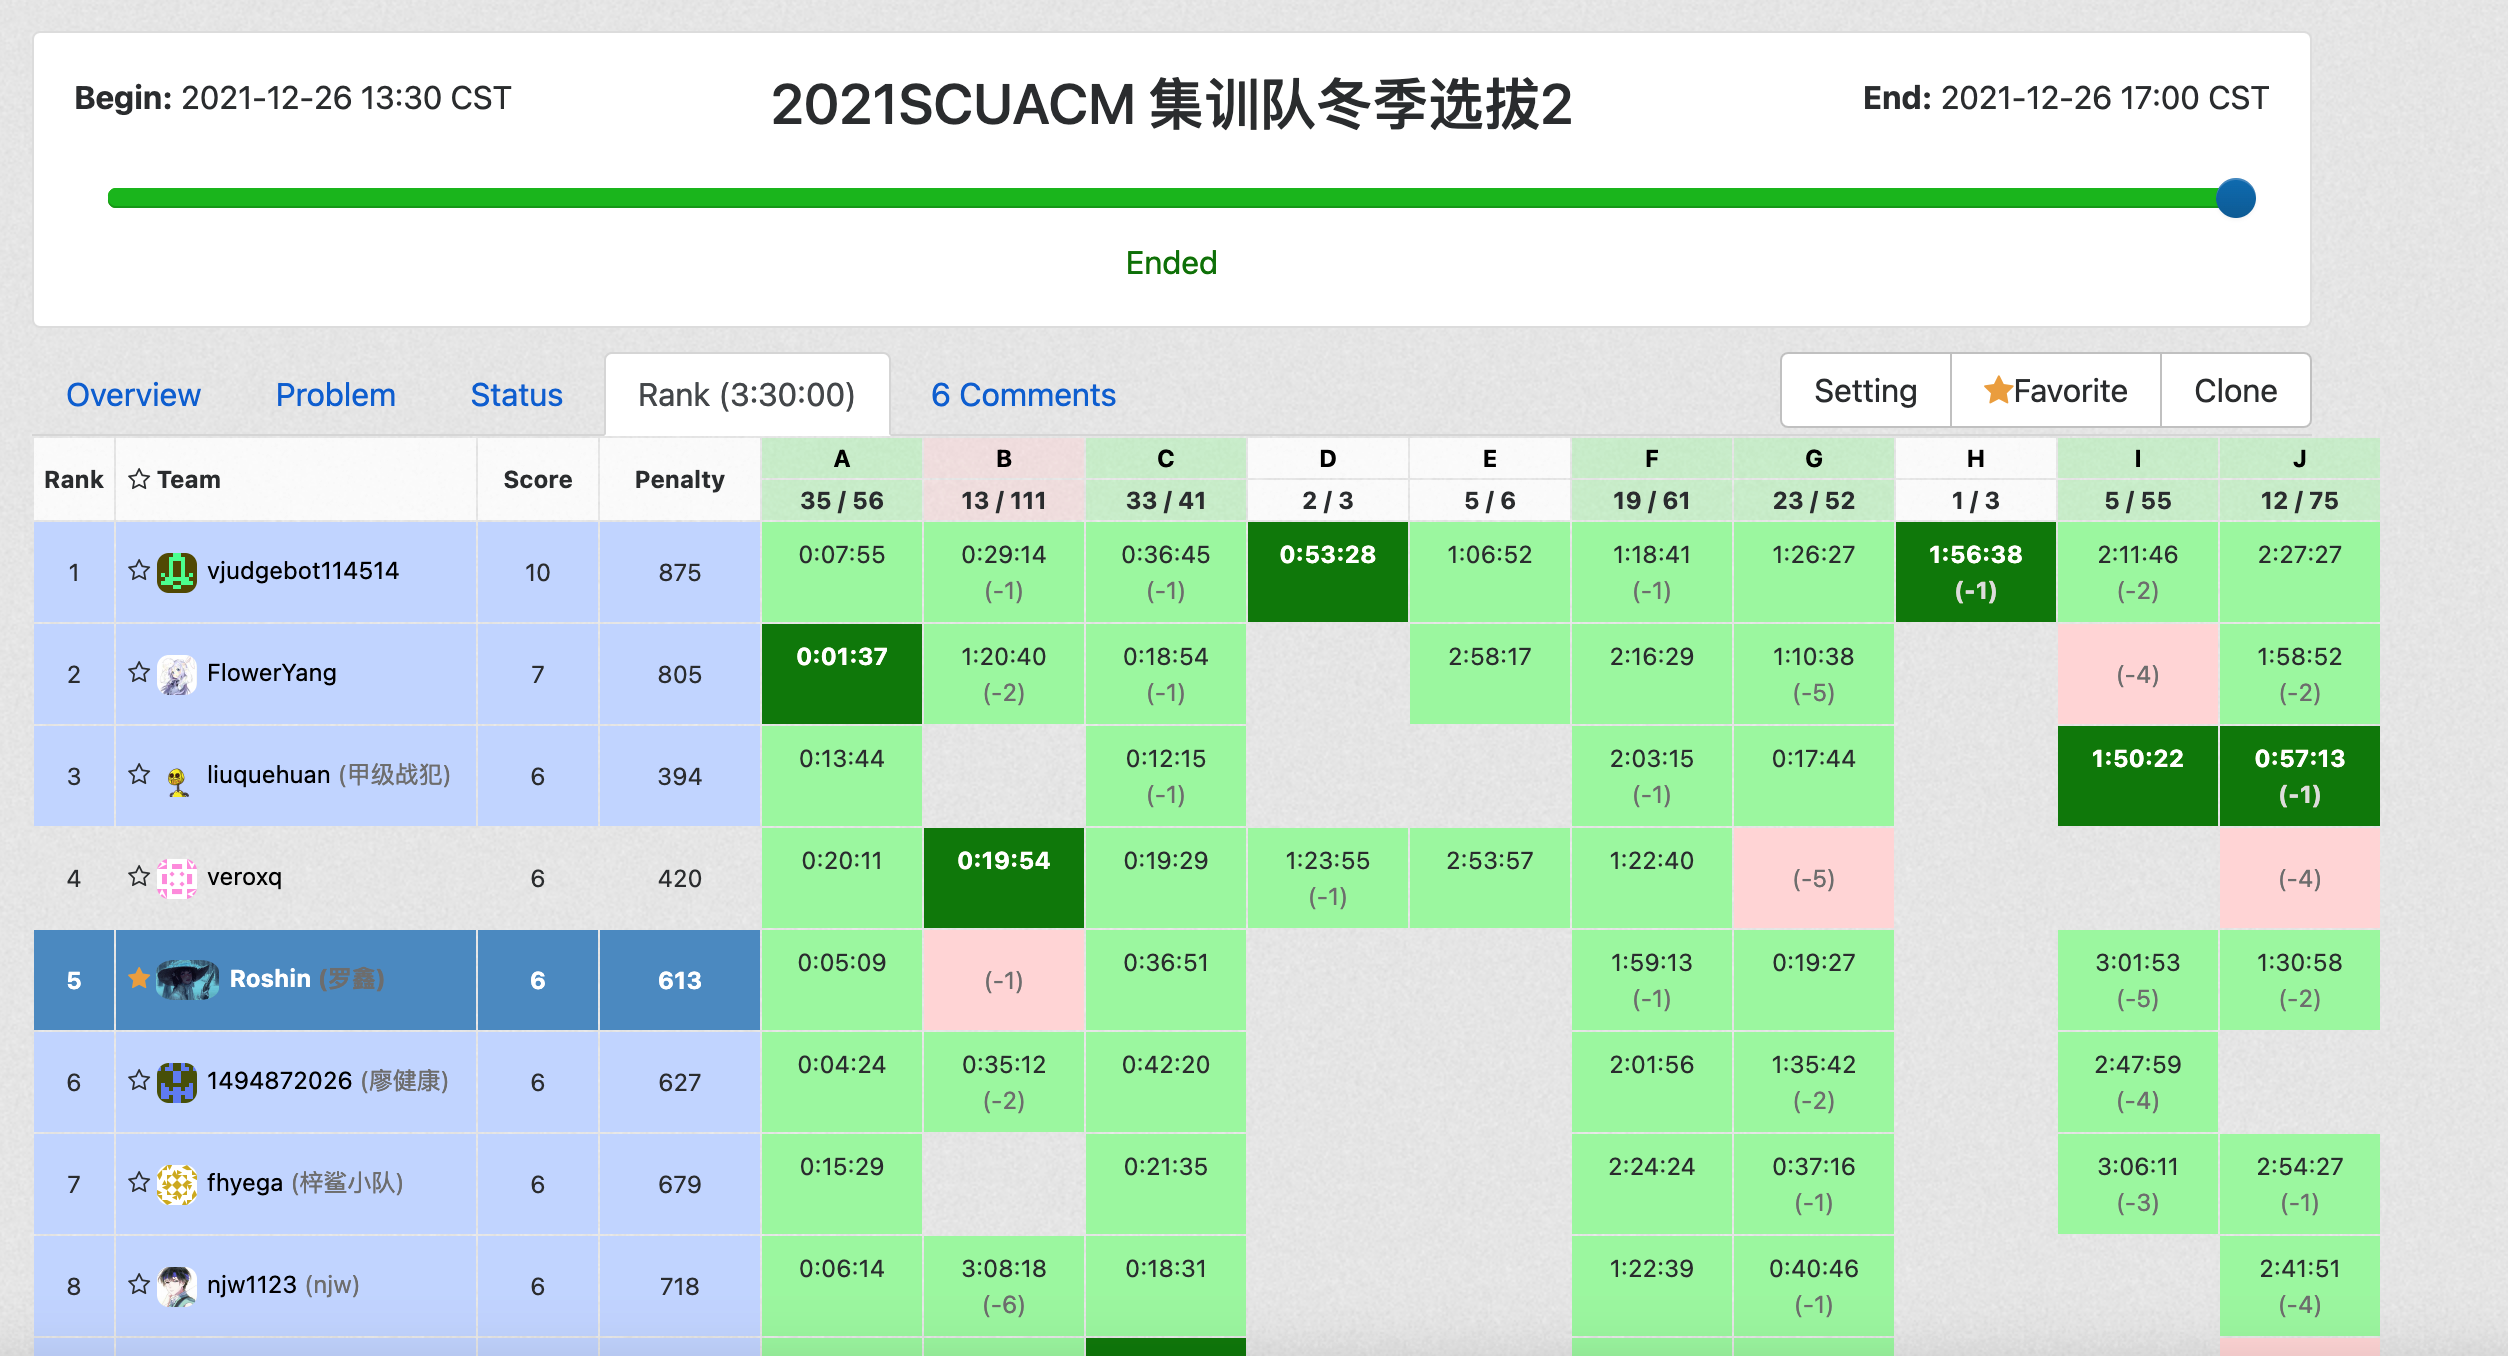 Begin: 2021-12-26 13:30 CST
2021SCUACM 集训队冬季选拔2
End: 2021-12-26 17:00 CST
Ended
Overview Problem Status Rank (3:30:00) 6 Comments Setting Favorite Clone
Rank Team Score Penalty A B C D E F G H I J
35 / 56 13 / 111 33 / 41 2 / 3 5 / 6 19 / 61 23 / 52 1 / 3 5 / 55 12 / 75
1 vjudgebot114514 10 875 0:07:55 0:29:14 0:36:45 0:53:28 1:06:52 1:18:41 1:26:27 1:56:38 2:11:46 2:27:27
(-1) (-1) (-1) (-1) (-2)
2 FlowerYang 7 805 0:01:37 1:20:40 0:18:54 2:58:17 2:16:29 1:10:38 1:58:52
(-2) (-1) (-5) (-4) (-2)
3 liuquehuan (甲级战犯) 6 394 0:13:44 0:12:15 2:03:15 0:17:44 1:50:22 0:57:13
(-1) (-1) (-1)
4 veroxq 6 420 0:20:11 0:19:54 0:19:29 1:23:55 2:53:57 1:22:40
(-1) (-5) (-4)
5 Roshin (罗鑫) 6 613 0:05:09 0:36:51 1:59:13 0:19:27 3:01:53 1:30:58
(-1) (-1) (-5) (-2)
6 1494872026 (廖健康) 6 627 0:04:24 0:35:12 0:42:20 2:01:56 1:35:42 2:47:59
(-2) (-2) (-4)
7 fhyega (梓鲨小队) 6 679 0:15:29 0:21:35 2:24:24 0:37:16 3:06:11 2:54:27
(-1) (-3) (-1)
8 njw1123 (njw) 6 718 0:06:14 3:08:18 0:18:31 1:22:39 0:40:46 2:41:51
(-6) (-1) (-4)